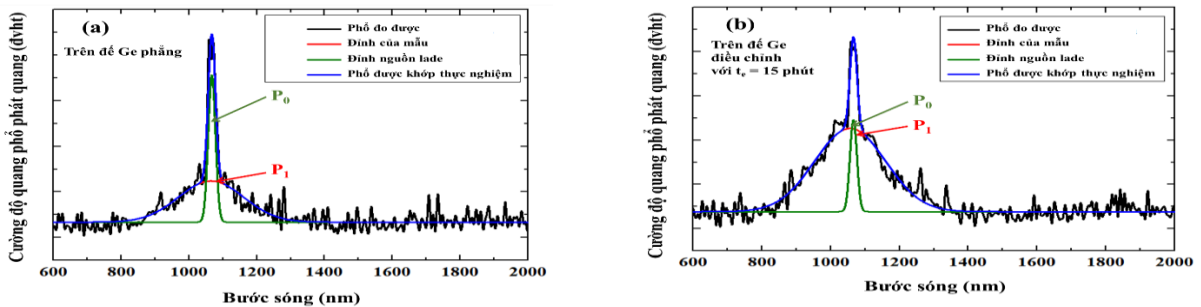 (a)
Trên đế Ge phẳng
Phổ đo được
Đỉnh của mẫu
Đỉnh nguồn lade
Phổ được khớp thực nghiệm
P₀
P₁
Cường độ quang phổ phát quang (đvht)
600 800 1000 1200 1400 1600 1800 2000
Bước sóng (nm)
(b)
Trên đế Ge
điều chỉnh
với tₑ = 15 phút
Phổ đo được
Đỉnh của mẫu
Đỉnh nguồn lade
Phổ được khớp thực nghiệm
P₀
P₁
Cường độ quang phổ phát quang (đvht)
600 800 1000 1200 1400 1600 1800 2000
Bước sóng (nm)